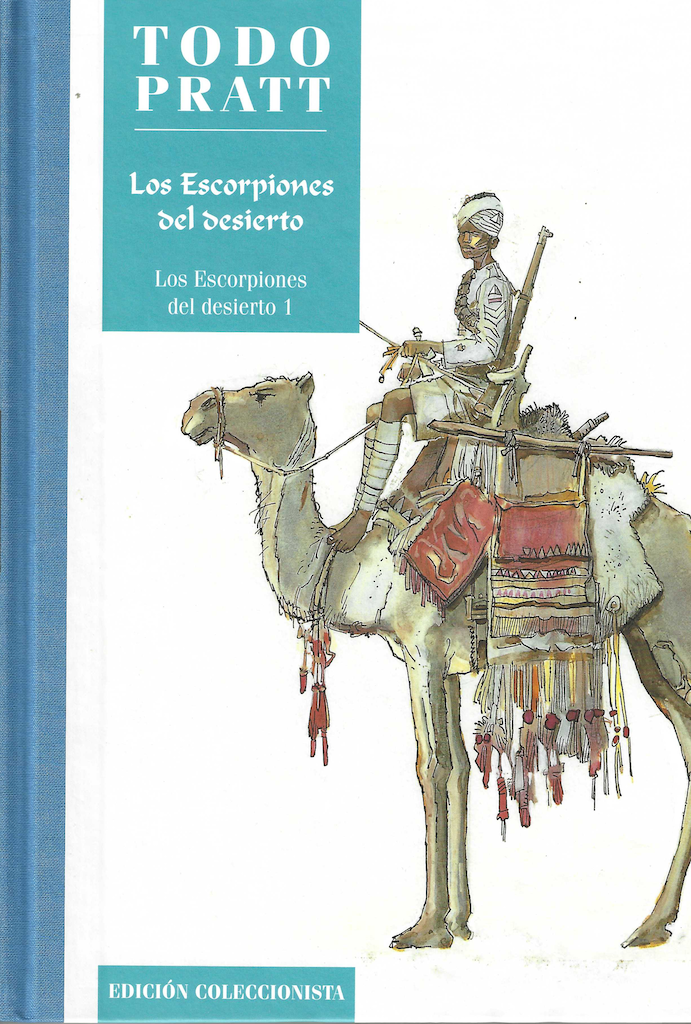 TODO
PRATT
Los Escorpiones
del desierto
Los Escorpiones
del desierto 1
EDICIÓN COLECCIONISTA